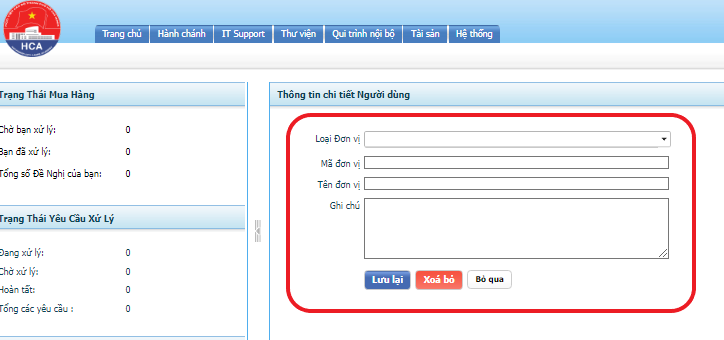 HCA
Trang chủ Hành chánh IT Support Thư viện Qui trình nội bộ Tài sản Hệ thống
Trạng Thái Mua Hàng
Chờ bạn xử lý: 0
Bạn đã xử lý: 0
Tổng số Đề Nghị của bạn: 0
Trạng Thái Yêu Cầu Xử Lý
Đang xử lý: 0
Chờ xử lý: 0
Hoàn tất: 0
Tổng các yêu cầu : 0
Thông tin chi tiết Người dùng
Loại Đơn vị
Mã đơn vị
Tên đơn vị
Ghi chú
Lưu lại Xoá bỏ Bỏ qua